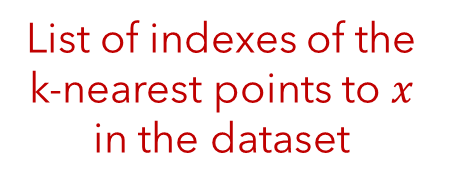 List of indexes of the
k-nearest points to x
in the dataset